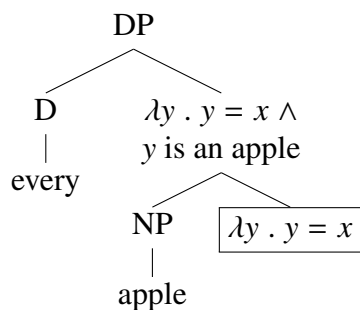 DP
D
λy . y = x ∧
y is an apple
every
NP
λy . y = x
apple